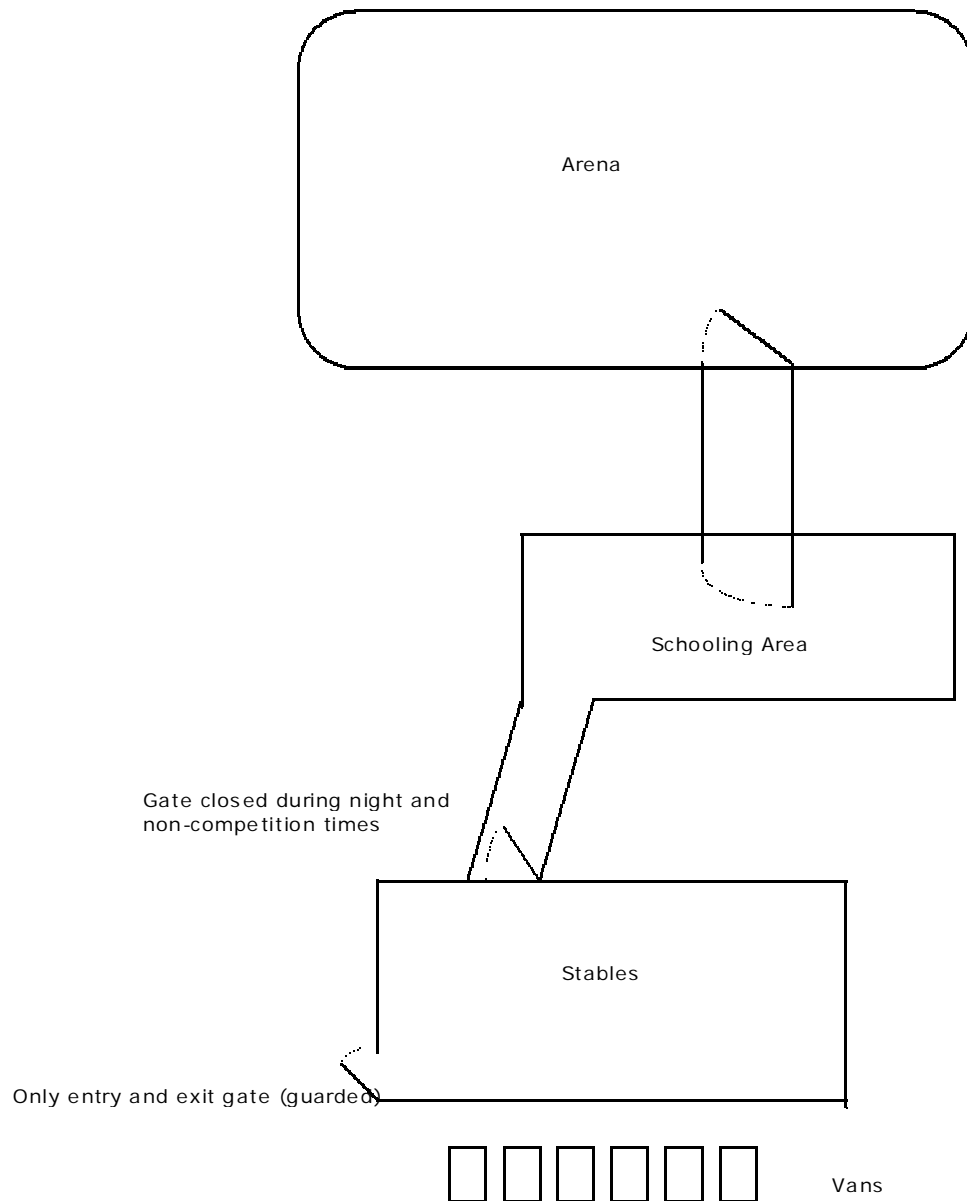 Arena
Schooling Area
Gate closed during night and
non-competition times
Stables
Only entry and exit gate (guarded)
Vans